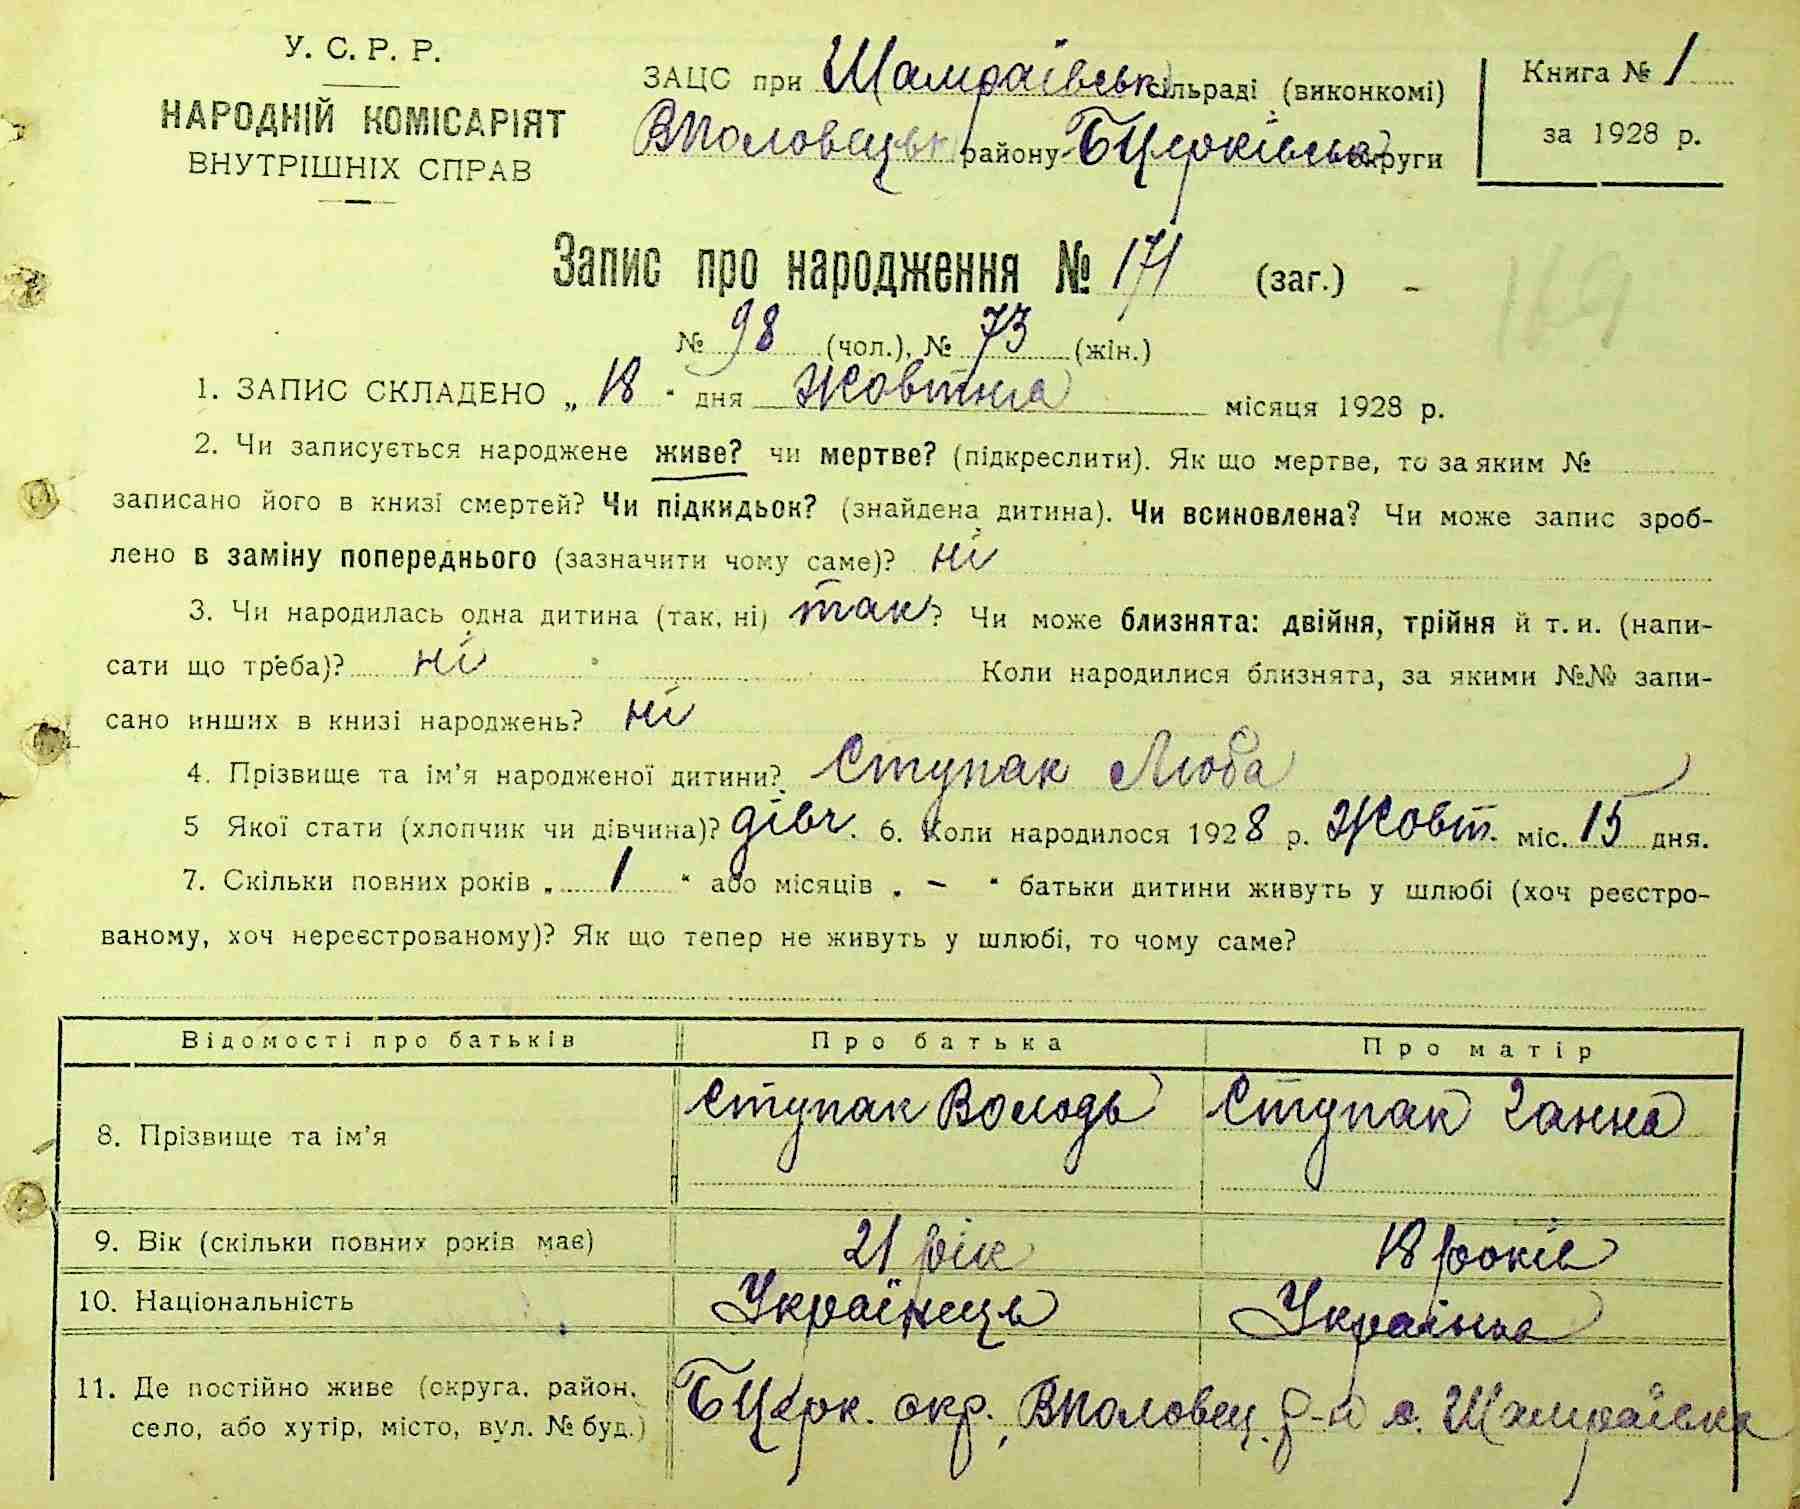 У. С. Р. Р.
НАРОДНІЙ КОМІСАРІЯТ
ВНУТРІШНІХ СПРАВ
ЗАЦС при Шамраївськ сільраді (виконкомі)
ВПоловецьк району БЦерківськ округи
Книга № 1
за 1928 р.
Запис про народження № 171 (заг.)
169
№ 98 (чол.), № 73 (жін.)
1. ЗАПИС СКЛАДЕНО „ 18 " дня Жовтня місяця 1928 р.
2. Чи записується народжене живе? чи мертве? (підкреслити). Як що мертве, то за яким №
записано його в книзі смертей? Чи підкидьок? (знайдена дитина). Чи всиновлена? Чи може запис зроб-
лено в заміну попереднього (зазначити чому саме)? ні
3. Чи народилась одна дитина (так, ні) так? Чи може близнята: двійня, трійня й т. и. (напи-
сати що треба)? ні Коли народилися близнята, за якими №№ запи-
сано инших в книзі народжень? ні
4. Прізвище та ім'я народженої дитини? Ступак Люба
5 Якої стати (хлопчик чи дівчина)? дівч. 6. Коли народилося 1928 р. Жовт. міс. 15 дня.
7. Скільки повних років „ 1 " або місяців „ — " батьки дитини живуть у шлюбі (хоч реєстро-
ваному, хоч нереєстрованому)? Як що тепер не живуть у шлюбі, то чому саме?
Відомості про батьків Про батька Про матір
8. Прізвище та ім'я Ступак Володь Ступак Ганна
9. Вік (скільки повних років має) 21 рік 18 років
10. Національність Українець Українка
11. Де постійно живе (округа, район, село, або хутір, місто, вул. № буд.) БЦерк. окр., ВПоловец. р-н с. Шамраївка